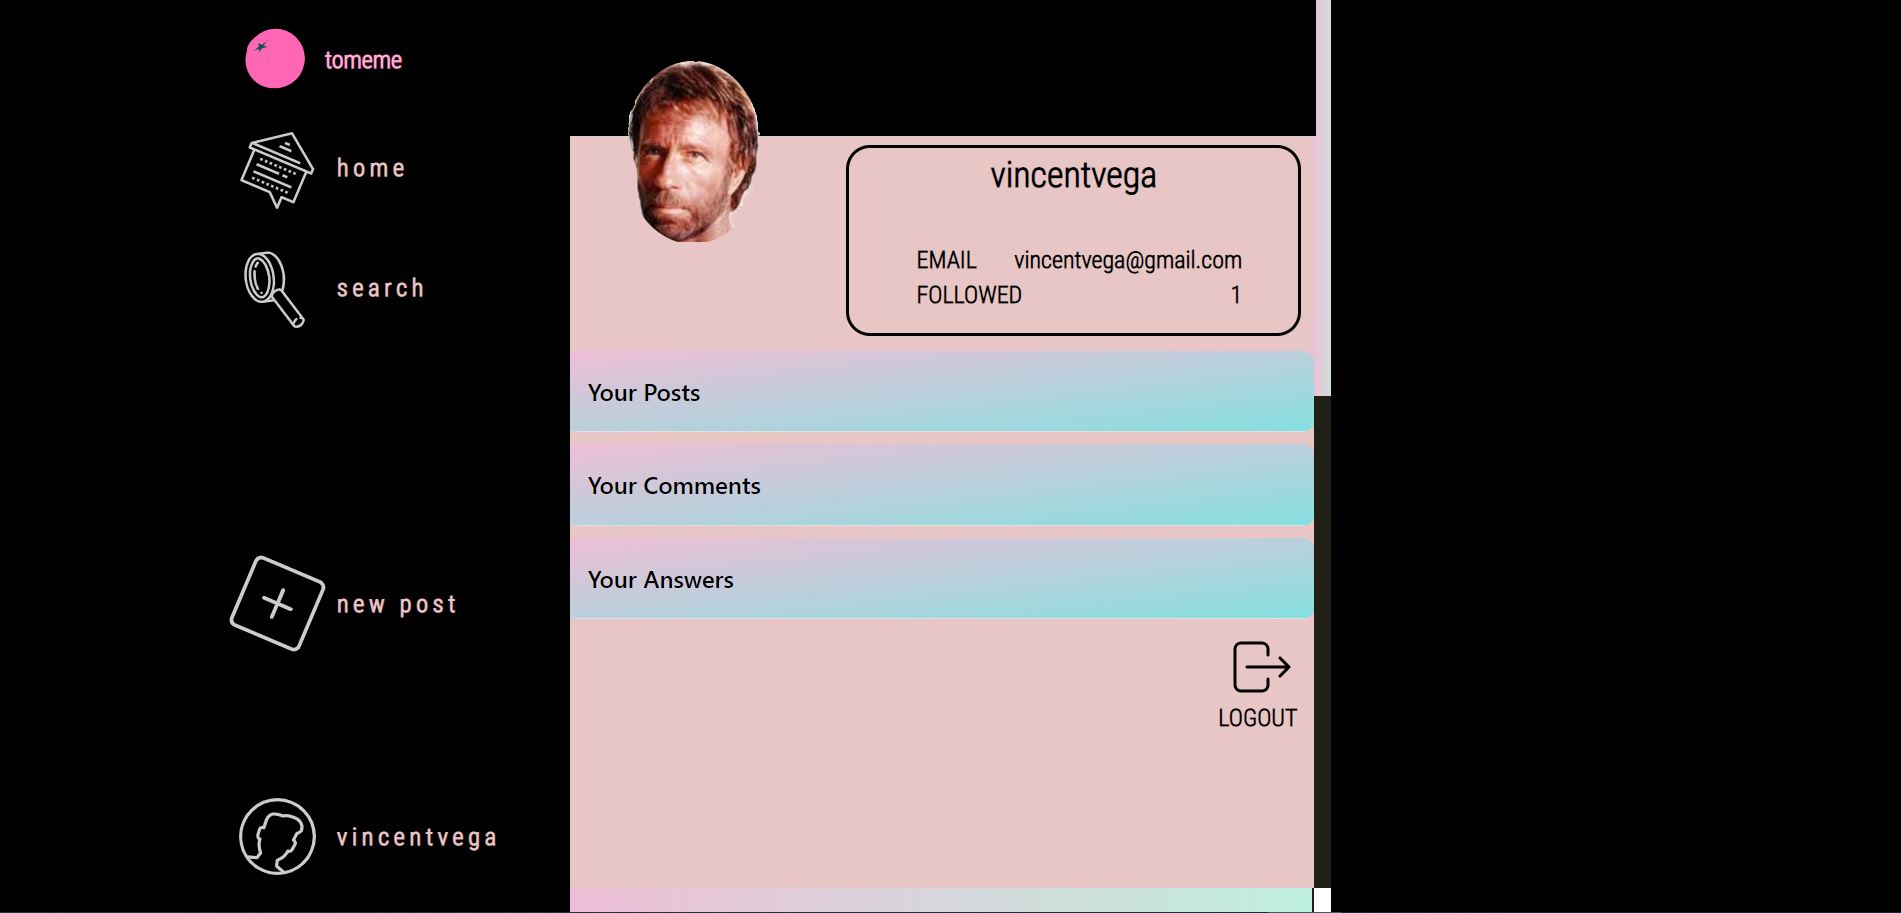 tomeme
home
search
new post
vincentvega
vincentvega
EMAIL vincentvega@gmail.com
FOLLOWED 1
Your Posts
Your Comments
Your Answers
LOGOUT